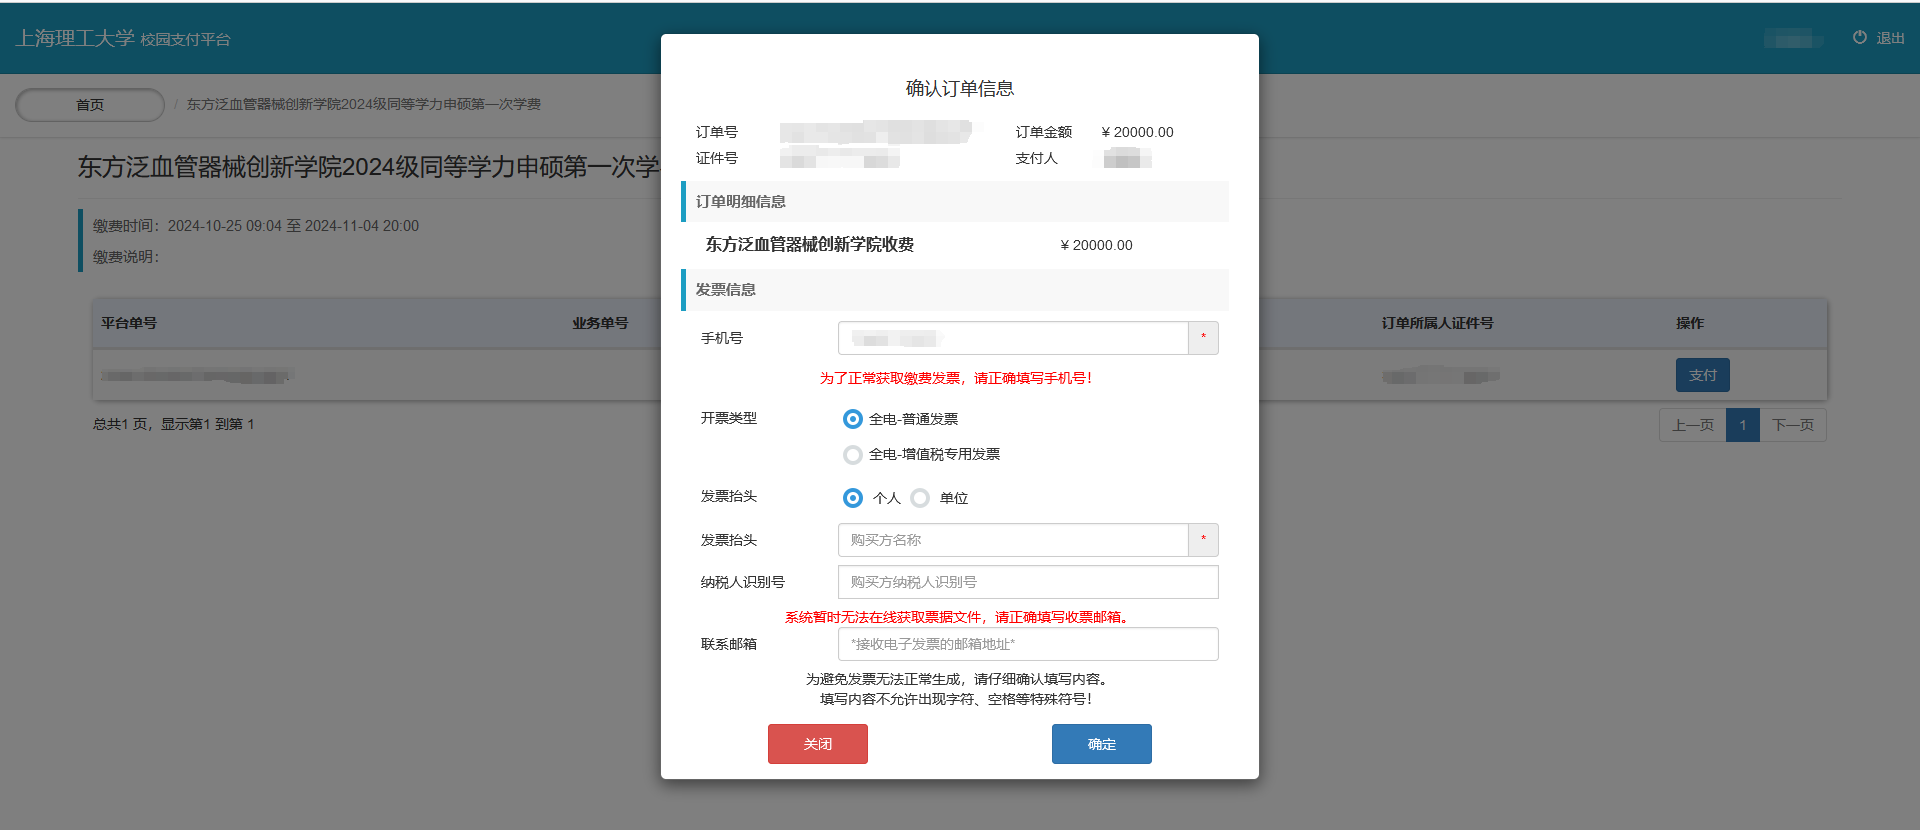 上海理工大学 校园支付平台
退出
首页 / 东方泛血管器械创新学院2024级同等学力申硕第一次学费
东方泛血管器械创新学院2024级同等学力申硕第一次学
缴费时间：2024-10-25 09:04 至 2024-11-04 20:00
缴费说明：
平台单号 业务单号 订单所属人证件号 操作
支付
总共1 页，显示第1 到第 1
上一页 1 下一页
确认订单信息
订单号 订单金额 ¥ 20000.00
证件号 支付人
订单明细信息
东方泛血管器械创新学院收费 ¥ 20000.00
发票信息
手机号 *
为了正常获取缴费发票，请正确填写手机号！
开票类型 全电-普通发票
全电-增值税专用发票
发票抬头 个人 单位
发票抬头 购买方名称 *
纳税人识别号 购买方纳税人识别号
系统暂时无法在线获取票据文件，请正确填写收票邮箱。
联系邮箱 *接收电子发票的邮箱地址*
为避免发票无法正常生成，请仔细确认填写内容。
填写内容不允许出现字符、空格等特殊符号！
关闭 确定